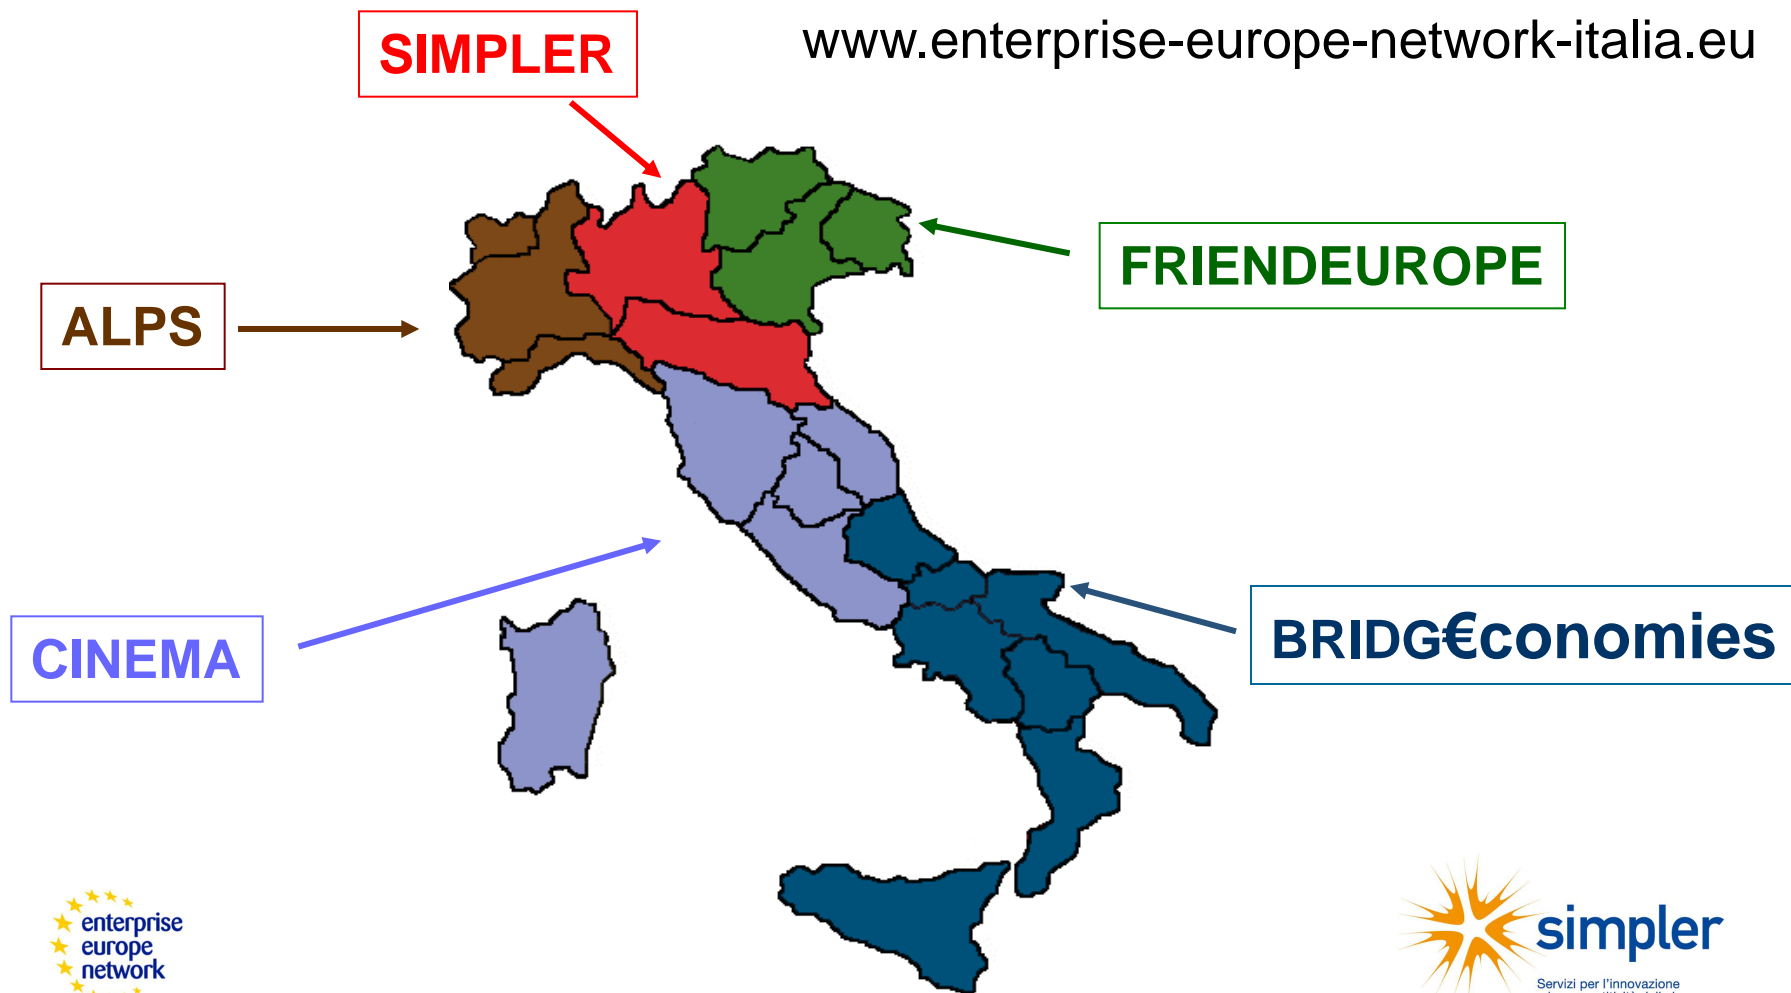 www.enterprise-europe-network-italia.eu
SIMPLER
FRIENDEUROPE
ALPS
CINEMA
BRIDG€conomies
enterprise
europe
network
simpler
Servizi per l'innovazione